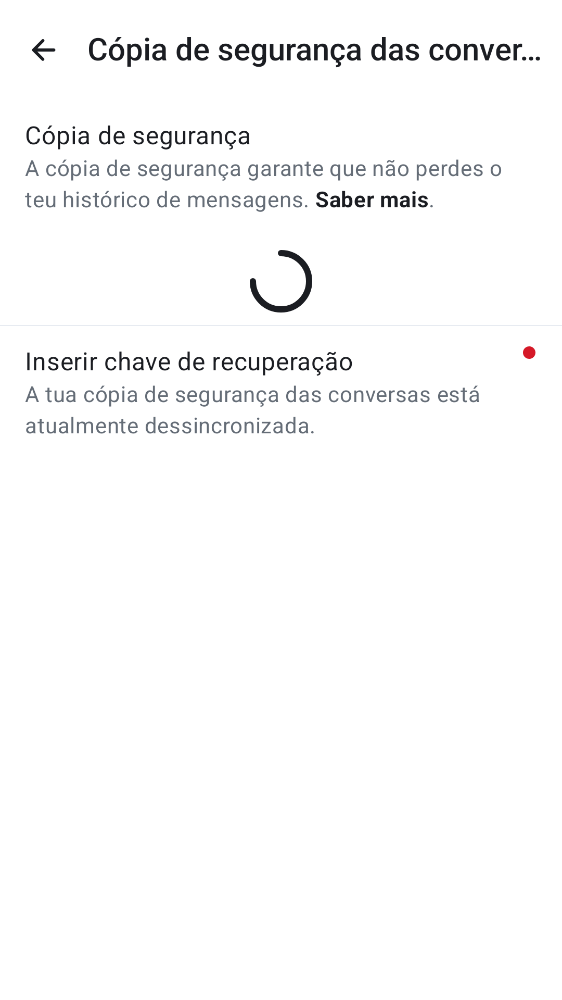 Cópia de segurança das conver...
Cópia de segurança
A cópia de segurança garante que não perdes o
teu histórico de mensagens. Saber mais.
Inserir chave de recuperação
A tua cópia de segurança das conversas está
atualmente dessincronizada.